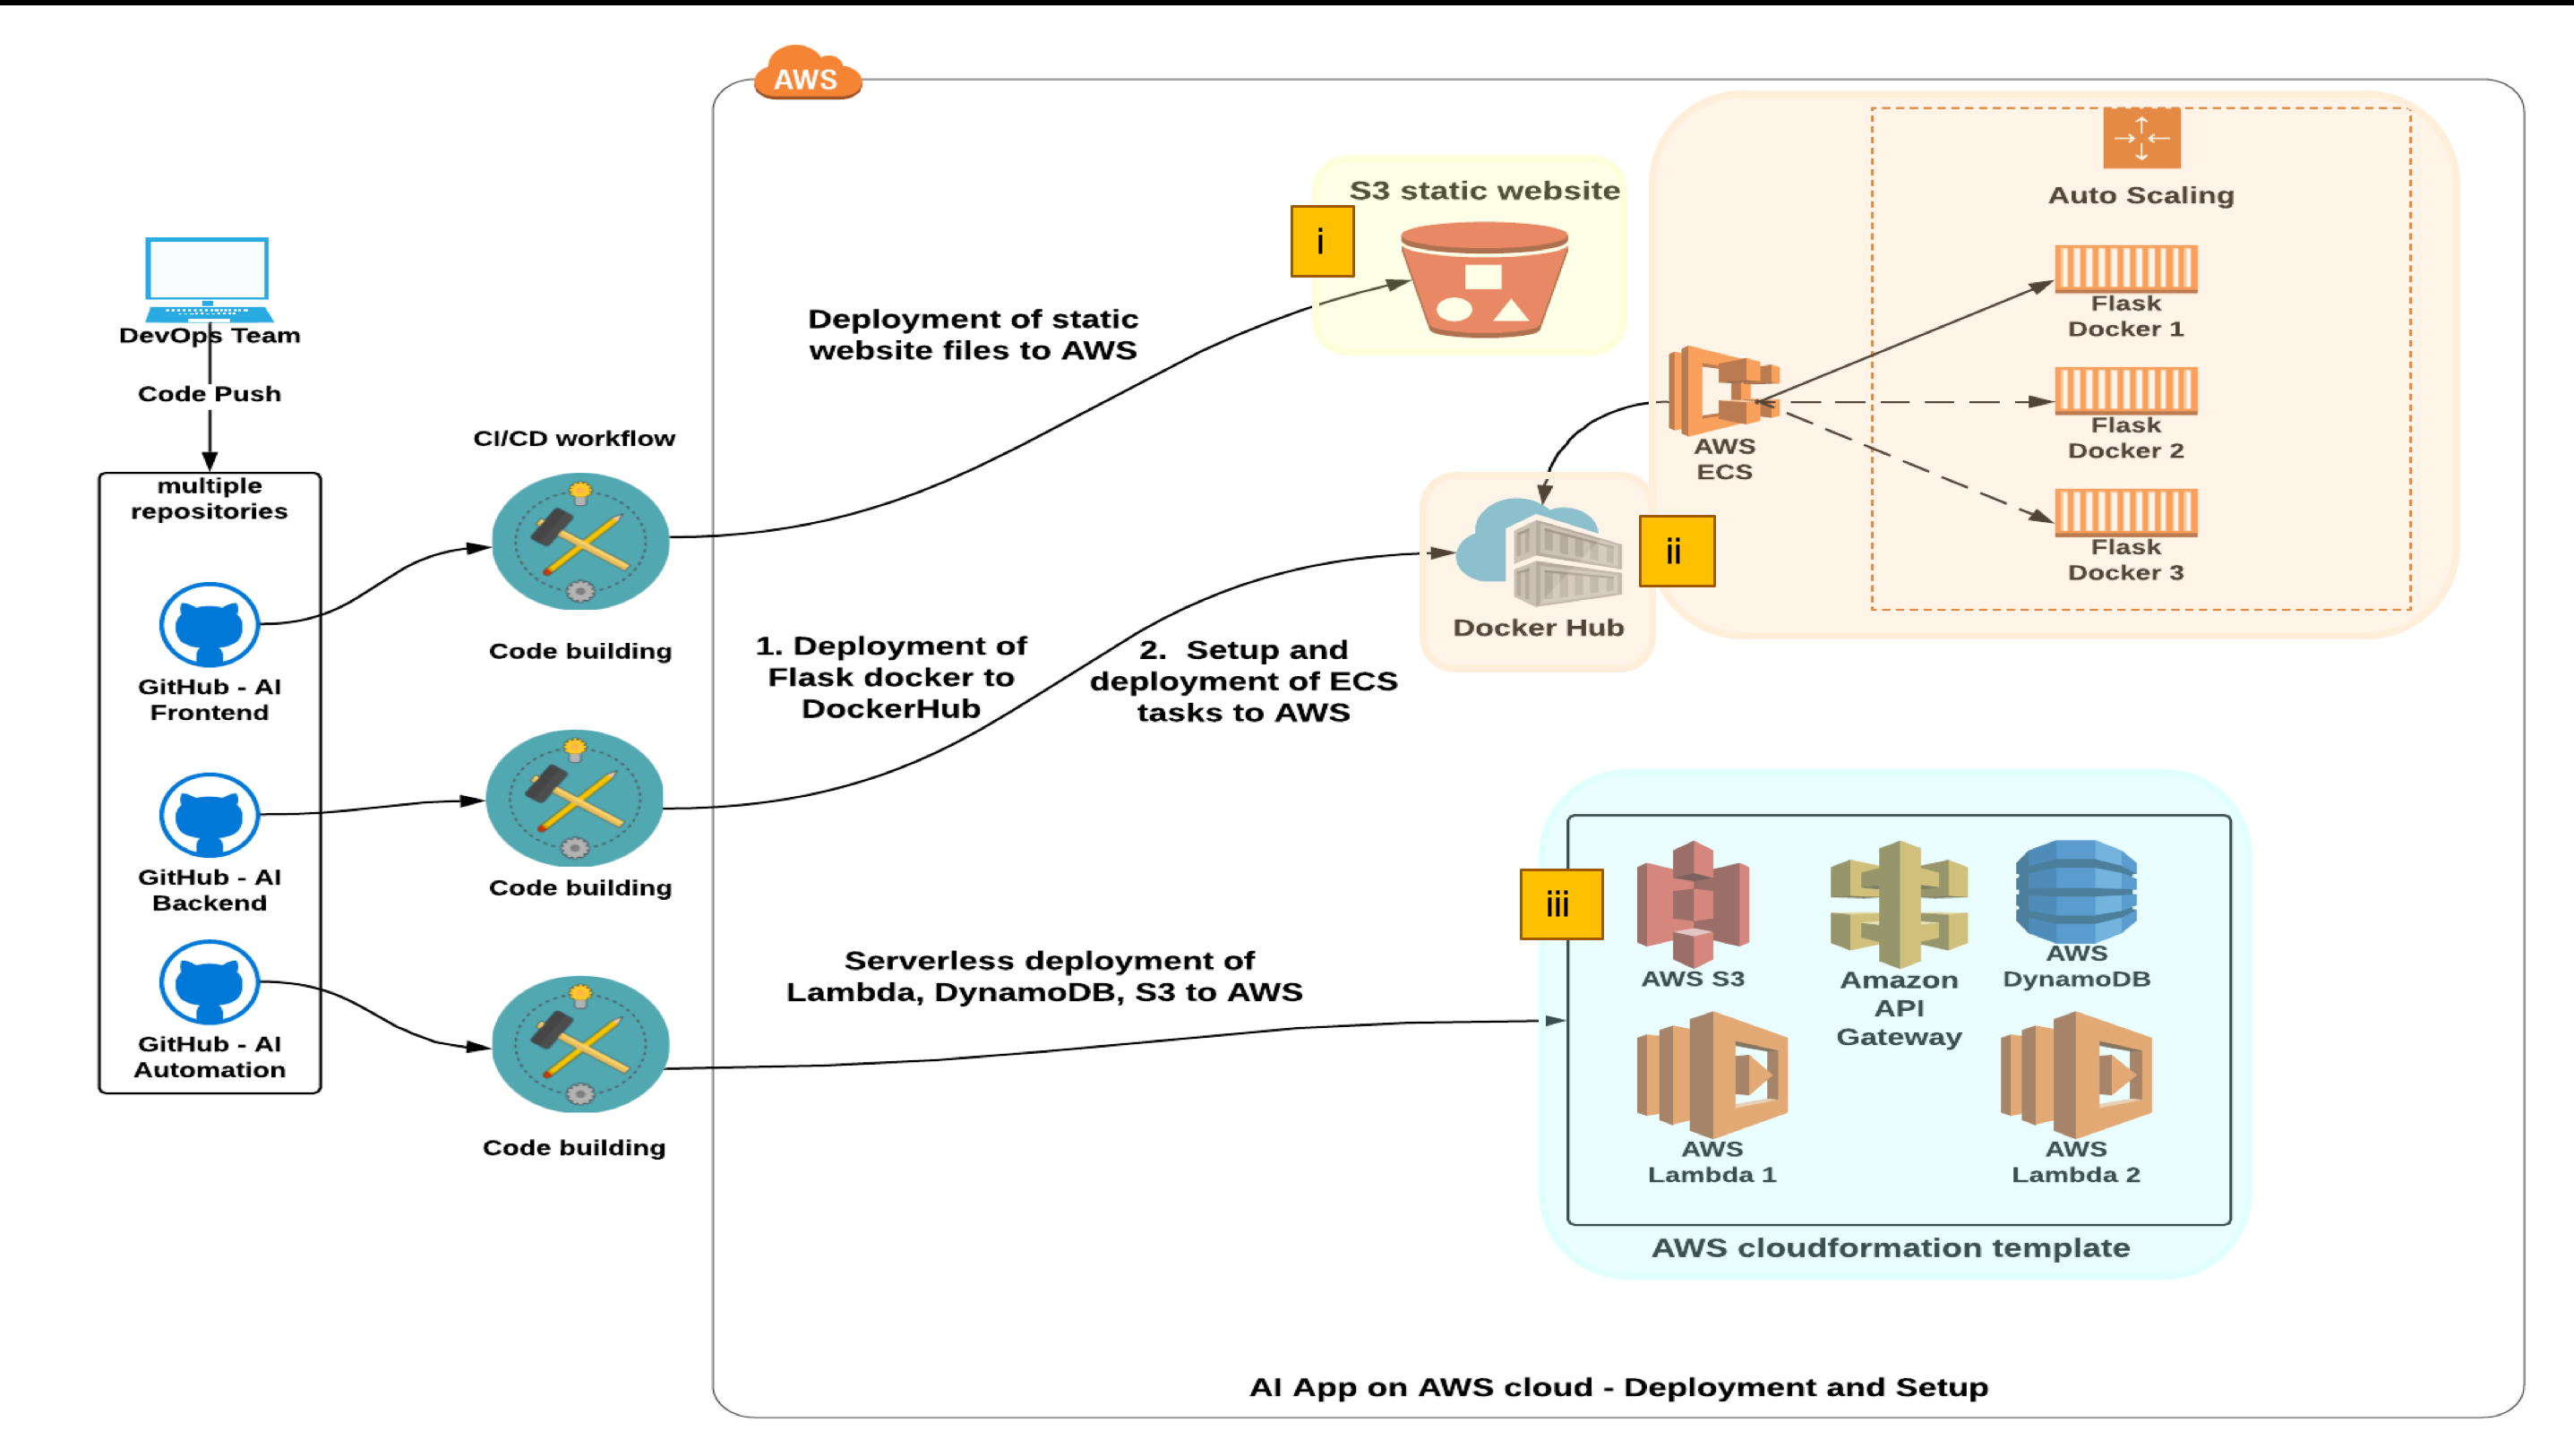 AWS
S3 static website
i
Auto Scaling
Flask
Docker 1
Flask
Docker 2
Flask
Docker 3
AWS
ECS
Docker Hub
ii
DevOps Team
Code Push
multiple
repositories
GitHub - AI
Frontend
GitHub - AI
Backend
GitHub - AI
Automation
CI/CD workflow
Code building
Code building
Code building
Deployment of static
website files to AWS
1. Deployment of
Flask docker to
DockerHub
2. Setup and
deployment of ECS
tasks to AWS
Serverless deployment of
Lambda, DynamoDB, S3 to AWS
iii
AWS S3
Amazon
API
Gateway
AWS
DynamoDB
AWS
Lambda 1
AWS
Lambda 2
AWS cloudformation template
AI App on AWS cloud - Deployment and Setup